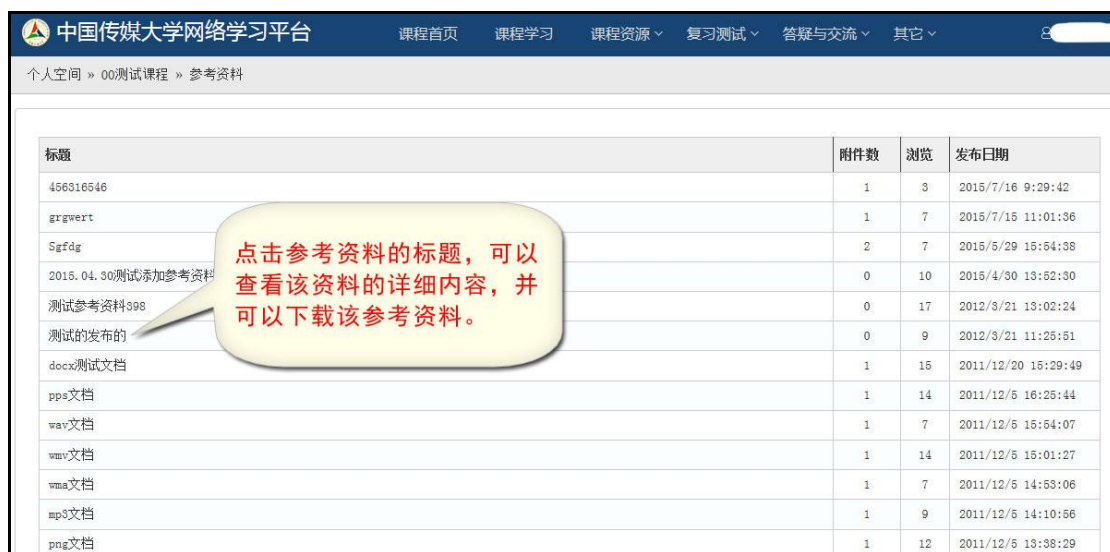 中国传媒大学网络学习平台 课程首页 课程学习 课程资源 复习测试 答疑与交流 其它
个人空间 » 00测试课程 » 参考资料
标题 附件数 浏览 发布日期
456316546 1 3 2015/7/16 9:29:42
grgwert 1 7 2015/7/15 11:01:36
Sgfdg 2 7 2015/5/29 15:54:38
2015.04.30测试添加参考资料 0 10 2015/4/30 13:52:30
测试参考资料398 0 17 2012/3/21 13:02:24
测试的发布的 0 9 2012/3/21 11:25:51
docx测试文档 1 15 2011/12/20 15:29:49
pps文档 1 14 2011/12/5 16:25:44
wav文档 1 7 2011/12/5 15:54:07
wmv文档 1 14 2011/12/5 15:01:27
wma文档 1 7 2011/12/5 14:53:06
mp3文档 1 9 2011/12/5 14:10:56
png文档 1 12 2011/12/5 13:38:29
点击参考资料的标题，可以
查看该资料的详细内容，并
可以下载该参考资料。